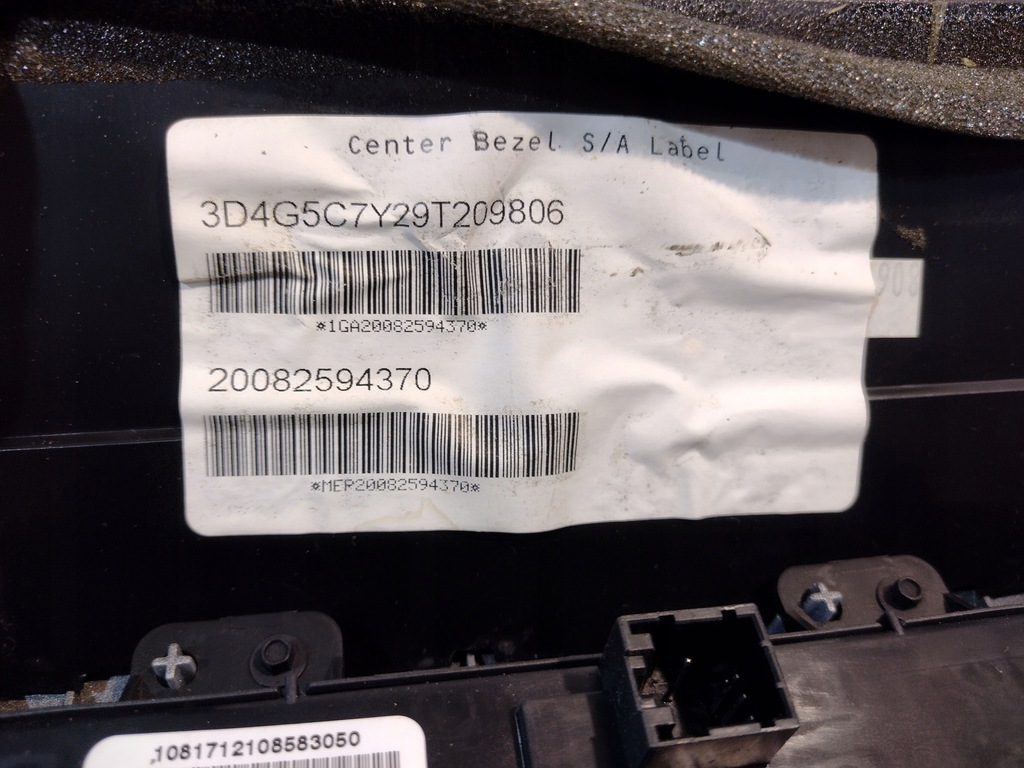 Center Bezel S/A Label
3D4G5C7Y29T209806
*1GA20082594370*
20082594370
*MEP20082594370*
1081712108583050